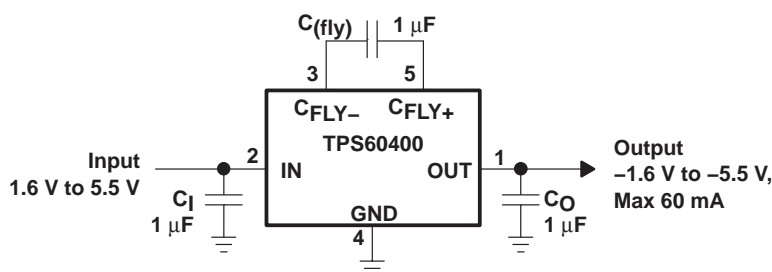 C(fly) 1 μF
3 5
CFLY– CFLY+
TPS60400
Input
1.6 V to 5.5 V
2 IN
OUT 1
Output
–1.6 V to –5.5 V,
Max 60 mA
CI
1 μF
GND
4
CO
1 μF